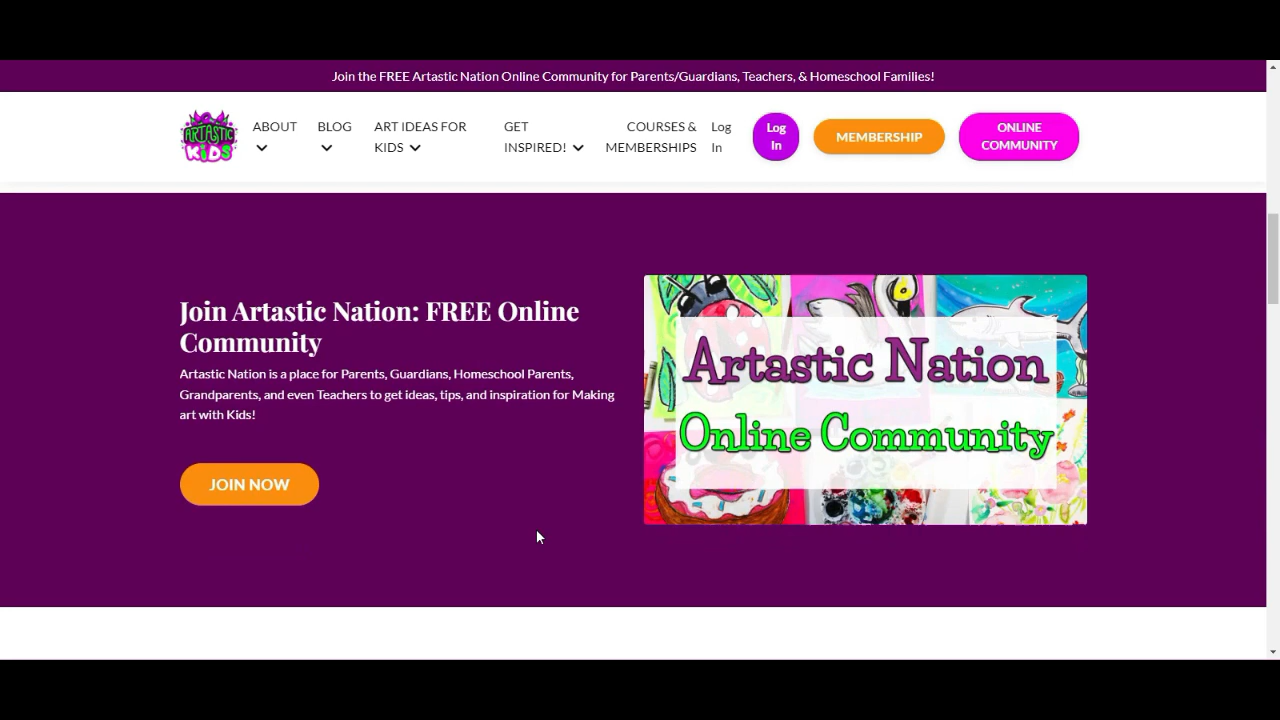 Join the FREE Artastic Nation Online Community for Parents/Guardians, Teachers, & Homeschool Families!
ARTASTIC
KiDS
ABOUT
BLOG
ART IDEAS FOR
KIDS
GET
INSPIRED!
COURSES &
MEMBERSHIPS
Log
In
Log
In
MEMBERSHIP
ONLINE
COMMUNITY
Join Artastic Nation: FREE Online
Community
Artastic Nation is a place for Parents, Guardians, Homeschool Parents,
Grandparents, and even Teachers to get ideas, tips, and inspiration for Making
art with Kids!
JOIN NOW
Artastic Nation
Online Community